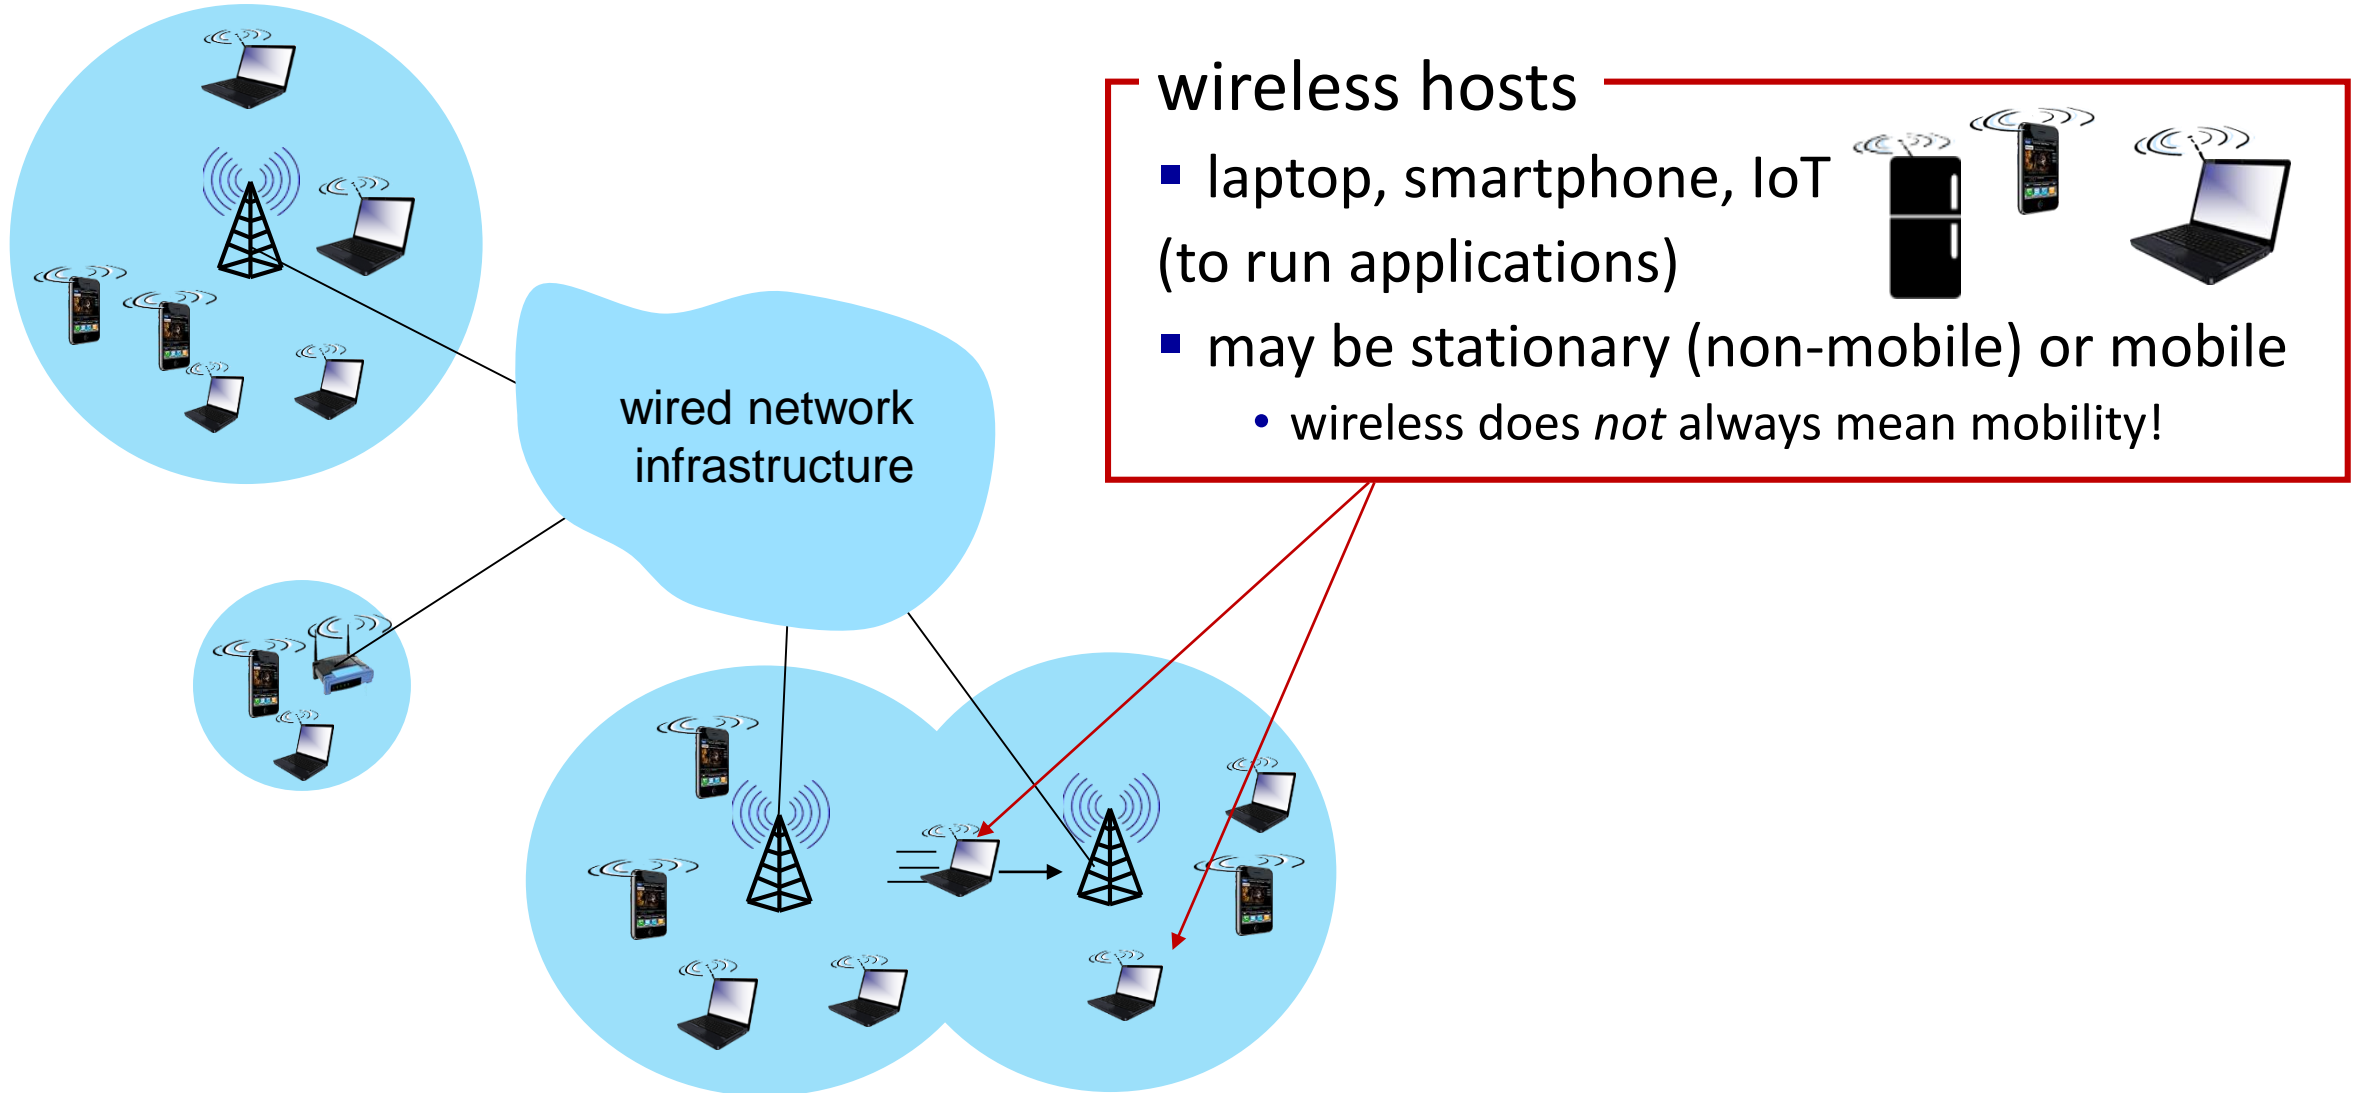 wireless hosts
▪ laptop, smartphone, IoT
(to run applications)
▪ may be stationary (non-mobile) or mobile
• wireless does not always mean mobility!
wired network
infrastructure